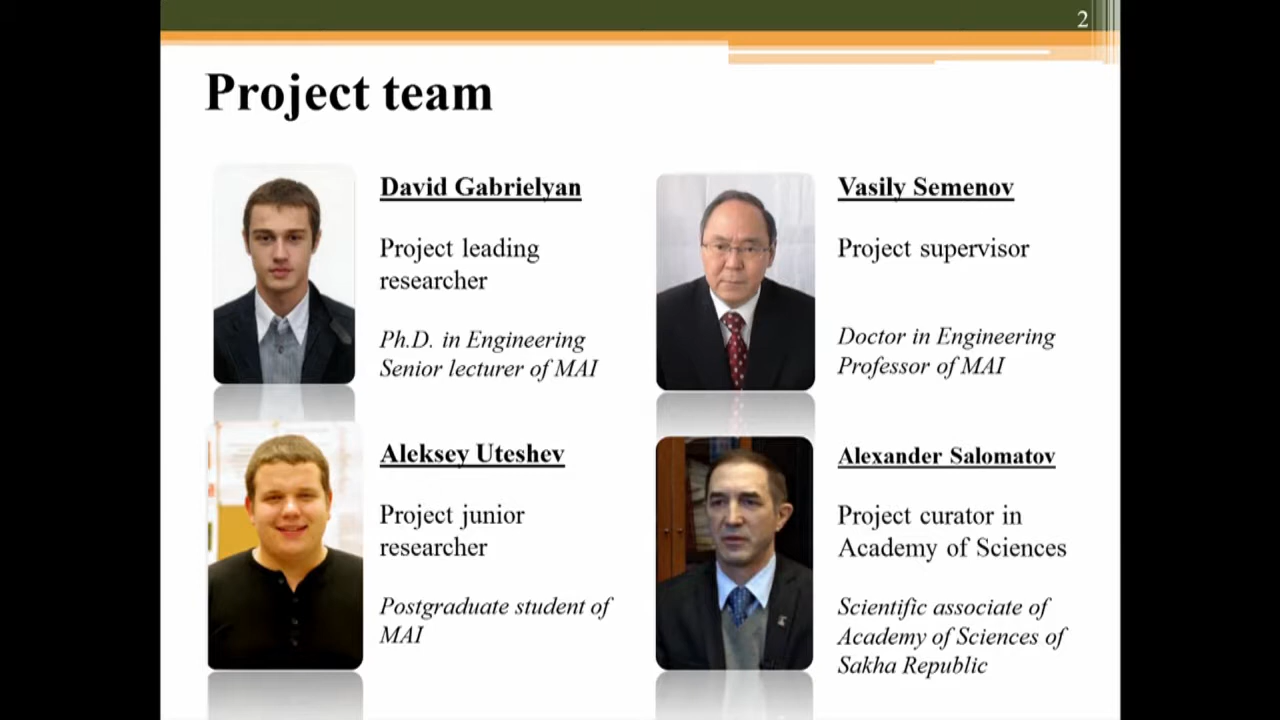 2
Project team
David Gabrielyan
Project leading
researcher
Ph.D. in Engineering
Senior lecturer of MAI
Vasily Semenov
Project supervisor
Doctor in Engineering
Professor of MAI
Aleksey Uteshev
Project junior
researcher
Postgraduate student of
MAI
Alexander Salomatov
Project curator in
Academy of Sciences
Scientific associate of
Academy of Sciences of
Sakha Republic